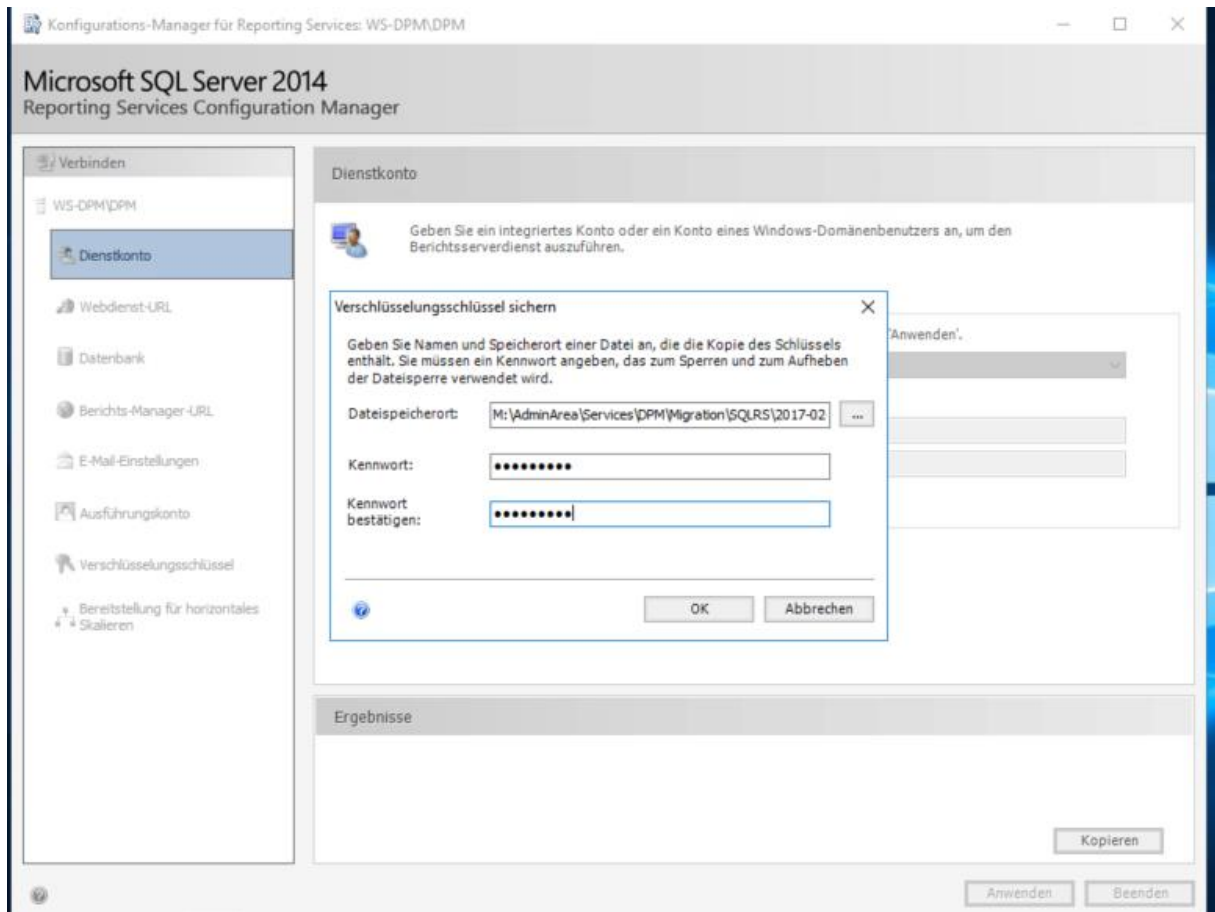 Konfigurations-Manager für Reporting Services: WS-DPM\DPM
Microsoft SQL Server 2014
Reporting Services Configuration Manager
Verbinden
WS-DPM\DPM
Dienstkonto
Webdienst-URL
Datenbank
Berichts-Manager-URL
E-Mail-Einstellungen
Ausführungskonto
Verschlüsselungsschlüssel
Bereitstellung für horizontales
Skalieren
Dienstkonto
Geben Sie ein integriertes Konto oder ein Konto eines Windows-Domänenbenutzers an, um den
Berichtsserverdienst auszuführen.
'Anwenden'.
Verschlüsselungsschlüssel sichern
Geben Sie Namen und Speicherort einer Datei an, die die Kopie des Schlüssels
enthält. Sie müssen ein Kennwort angeben, das zum Sperren und zum Aufheben
der Dateisperre verwendet wird.
Dateispeicherort: M:\AdminArea\Services\DPM\Migration\SQLRS\2017-02 ...
Kennwort: ●●●●●●●●●
Kennwort
bestätigen: ●●●●●●●●●
OK Abbrechen
Ergebnisse
Kopieren
Anwenden Beenden